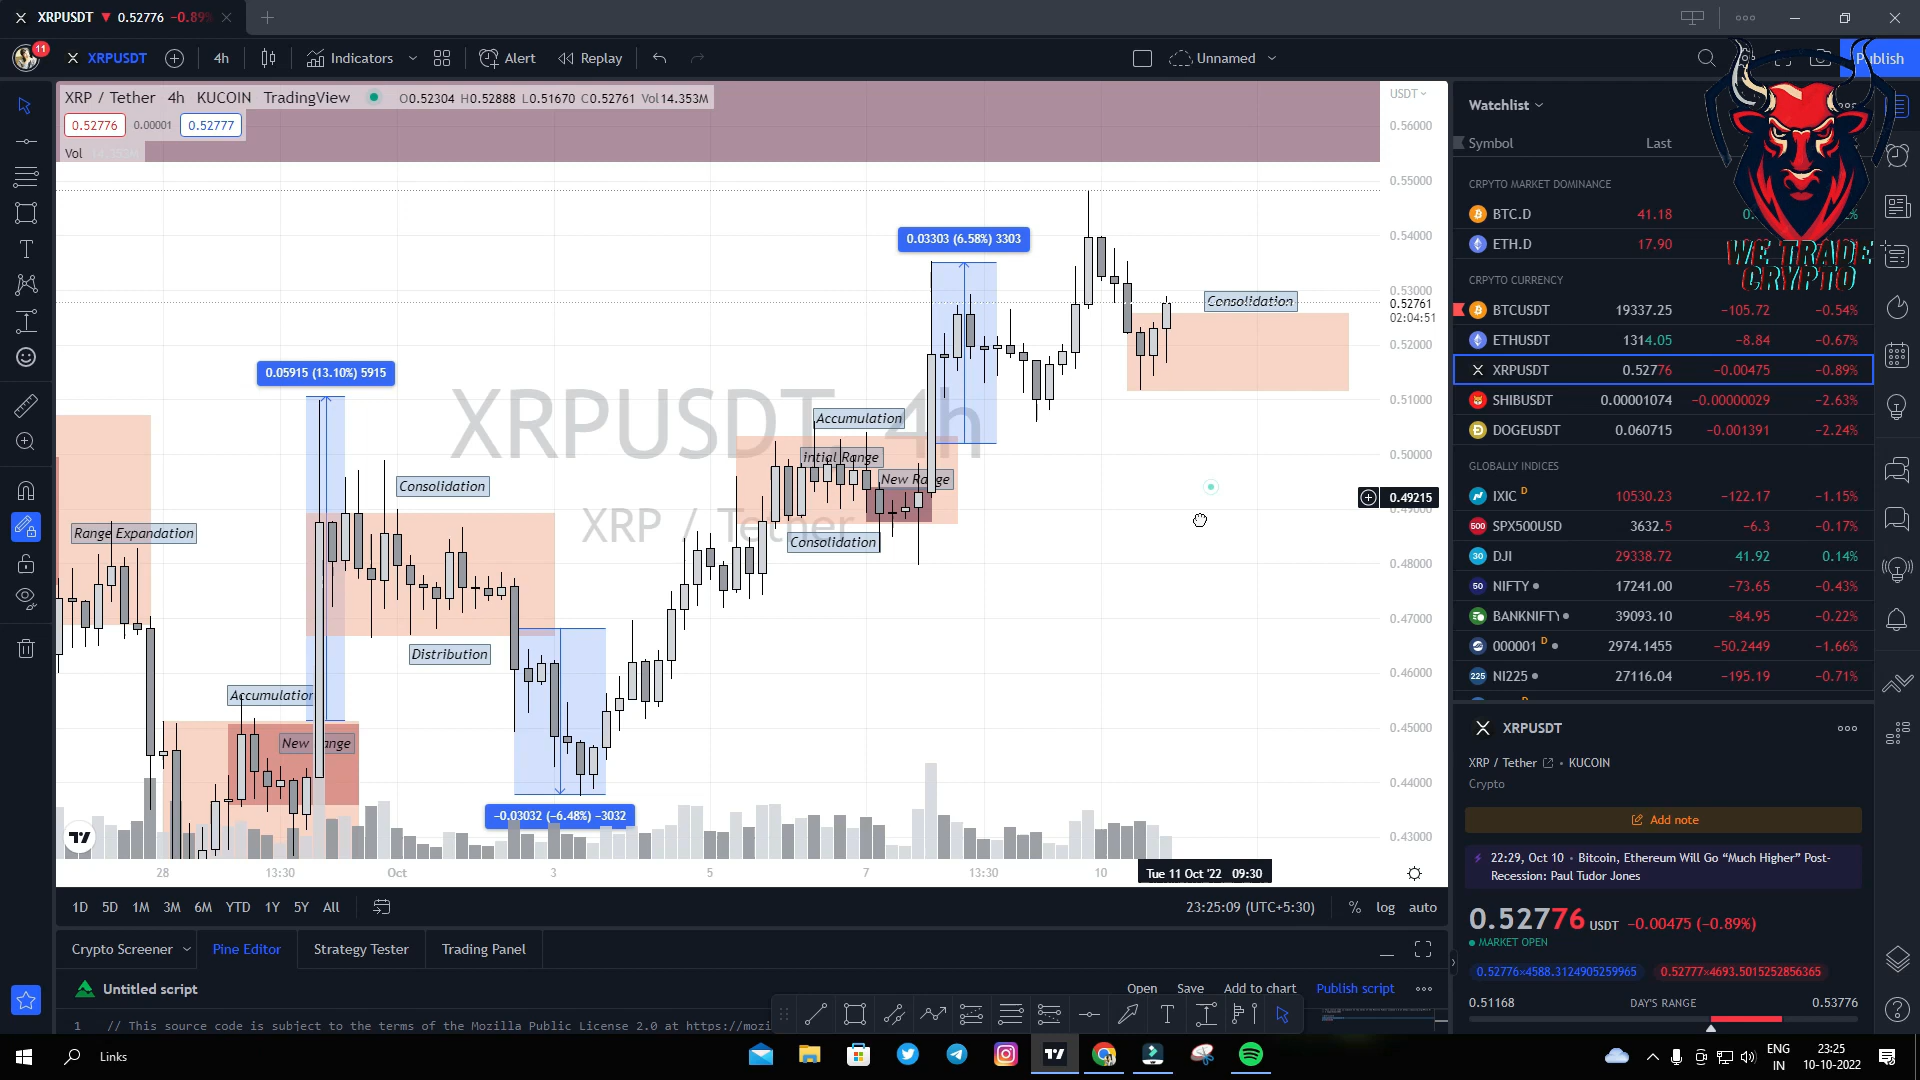 XRPUSDT ▼ 0.52776 −0.89%
11
XRPUSDT
4h
Indicators
Alert
Replay
Unnamed
Publish
XRP / Tether 4h KUCOIN TradingView
O0.52304 H0.52888 L0.51670 C0.52761 Vol14.353M
0.52776
0.00001
0.52777
Vol 14.353M
USDT
0.56000
0.55000
0.54000
0.53000
0.52761
02:04:51
0.52000
0.51000
0.50000
0.49215
0.49000
0.48000
0.47000
0.46000
0.45000
0.44000
0.43000
XRPUSDT, 4h
XRP / Tether
0.03303 (6.58%) 3303
Consolidation
0.05915 (13.10%) 5915
Accumulation
intial Range
New Range
Consolidation
Consolidation
Range Expandation
Distribution
Accumulation
New Range
−0.03032 (−6.48%) −3032
28
13:30
Oct
3
5
7
13:30
10
Tue 11 Oct '22 09:30
1D
5D
1M
3M
6M
YTD
1Y
5Y
All
23:25:09 (UTC+5:30)
%
log
auto
Crypto Screener
Pine Editor
Strategy Tester
Trading Panel
Untitled script
Open
Save
Add to chart
Publish script
1 // This source code is subject to the terms of the Mozilla Public License 2.0 at https://mozi
Watchlist
Symbol
Last
CRPYTO MARKET DOMINANCE
BTC.D 41.18
ETH.D 17.90
WE TRADE
CRYPTO
CRPYTO CURRENCY
BTCUSDT 19337.25 −105.72 −0.54%
ETHUSDT 1314.05 −8.84 −0.67%
XRPUSDT 0.52776 −0.00475 −0.89%
SHIBUSDT 0.00001074 −0.00000029 −2.63%
DOGEUSDT 0.060715 −0.001391 −2.24%
GLOBALLY INDICES
IXIC D 10530.23 −122.17 −1.15%
500 SPX500USD 3632.5 −6.3 −0.17%
30 DJI 29338.72 41.92 0.14%
50 NIFTY 17241.00 −73.65 −0.43%
BANKNIFTY 39093.10 −84.95 −0.22%
000001 D 2974.1455 −50.2449 −1.66%
225 NI225 27116.04 −195.19 −0.71%
XRPUSDT
XRP / Tether • KUCOIN
Crypto
Add note
22:29, Oct 10 • Bitcoin, Ethereum Will Go “Much Higher” Post-
Recession: Paul Tudor Jones
0.52776 USDT −0.00475 (−0.89%)
MARKET OPEN
0.52776×4588.3124905259965
0.52777×4693.5015252856365
0.51168 DAY'S RANGE 0.53776
Links
ENG
IN
23:25
10-10-2022